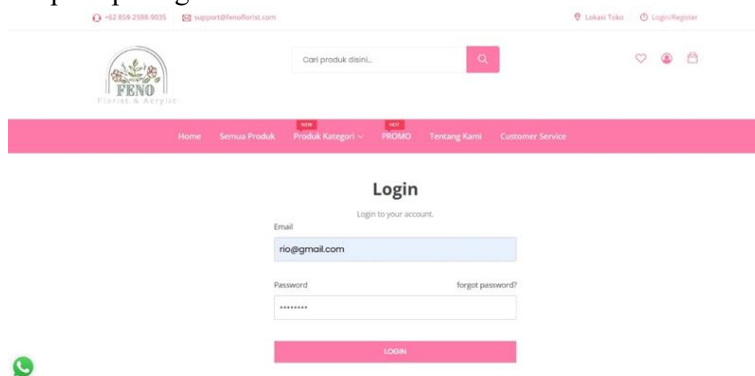 +62 859-2598-9035 support@fenoflorist.com Lokasi Toko Login/Register
FENO
Florist & Acrylic
Cari produk disini...
NEW HOT
Home Semua Produk Produk Kategori PROMO Tentang Kami Customer Service
Login
Login to your account.
Email
rio@gmail.com
Password forgot password?
••••••••
LOGIN